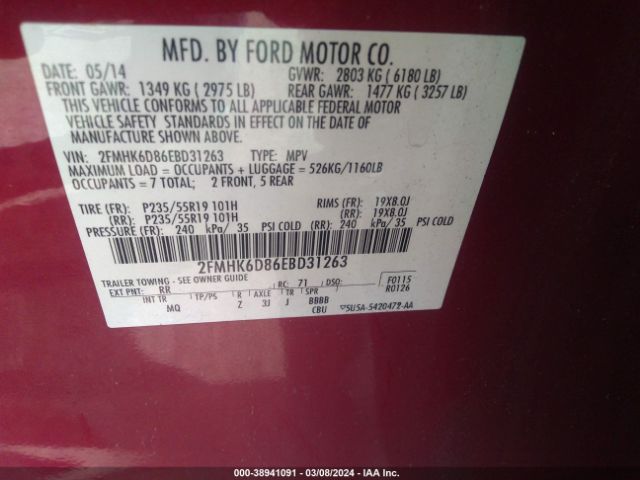 MFD. BY FORD MOTOR CO.
DATE: 05/14 GVWR: 2803 KG ( 6180 LB)
FRONT GAWR: 1349 KG ( 2975 LB) REAR GAWR: 1477 KG ( 3257 LB)
THIS VEHICLE CONFORMS TO ALL APPLICABLE FEDERAL MOTOR
VEHICLE SAFETY STANDARDS IN EFFECT ON THE DATE OF
MANUFACTURE SHOWN ABOVE.
VIN: 2FMHK6D86EBD31263 TYPE: MPV
MAXIMUM LOAD = OCCUPANTS + LUGGAGE = 526KG/1160LB
OCCUPANTS = 7 TOTAL; 2 FRONT, 5 REAR
TIRE (FR): P235/55R19 101H RIMS (FR): 19X8.0J
(RR): P235/55R19 101H (RR): 19X8.0J
PRESSURE (FR): 240 kPa/ 35 PSI COLD (RR): 240 kPa/ 35 PSI COLD
2FMHK6D86EBD31263
TRAILER TOWING - SEE OWNER GUIDE
EXT PNT: RR RC: 71 DSO: F0115
INT TR TP/PS R AXLE TR SPR R0126
MQ Z 3J J BBBB
CBU ▽5U5A-5420472-AA
000-38941091 - 03/08/2024 - IAA Inc.